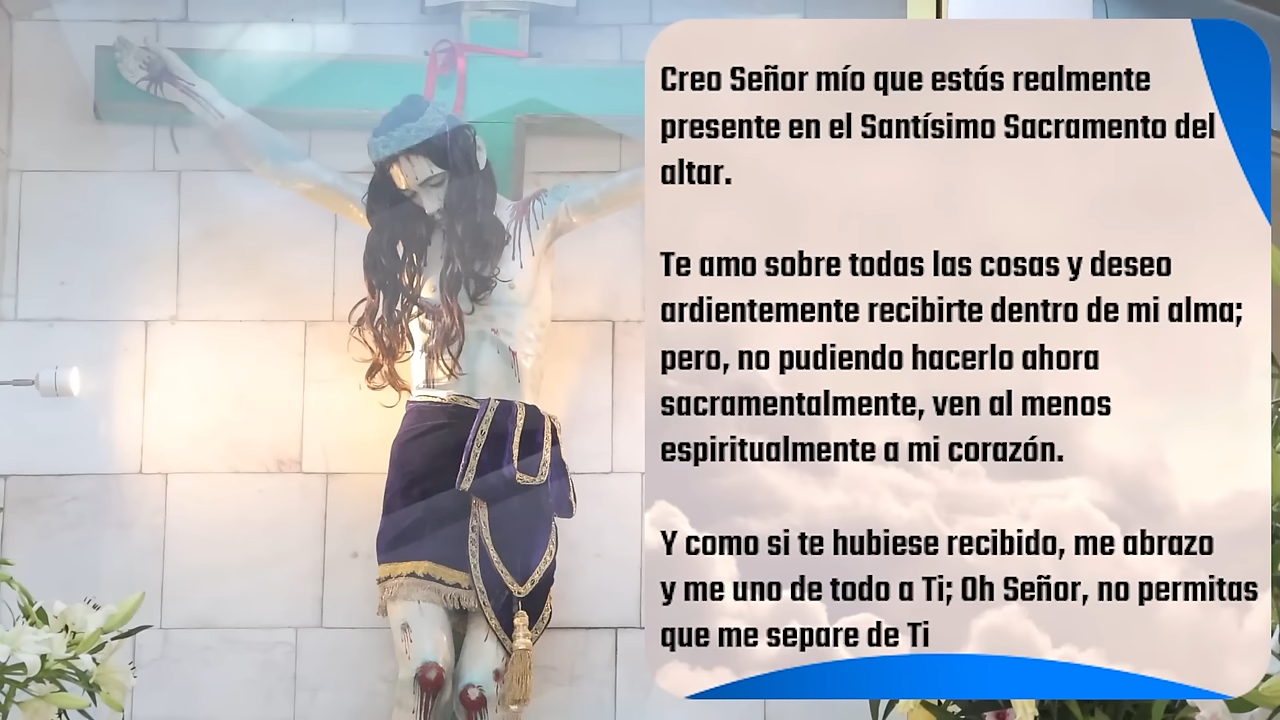 Creo Señor mío que estás realmente
presente en el Santísimo Sacramento del
altar.
Te amo sobre todas las cosas y deseo
ardientemente recibirte dentro de mi alma;
pero, no pudiendo hacerlo ahora
sacramentalmente, ven al menos
espiritualmente a mi corazón.
Y como si te hubiese recibido, me abrazo
y me uno de todo a Ti; Oh Señor, no permitas
que me separe de Ti